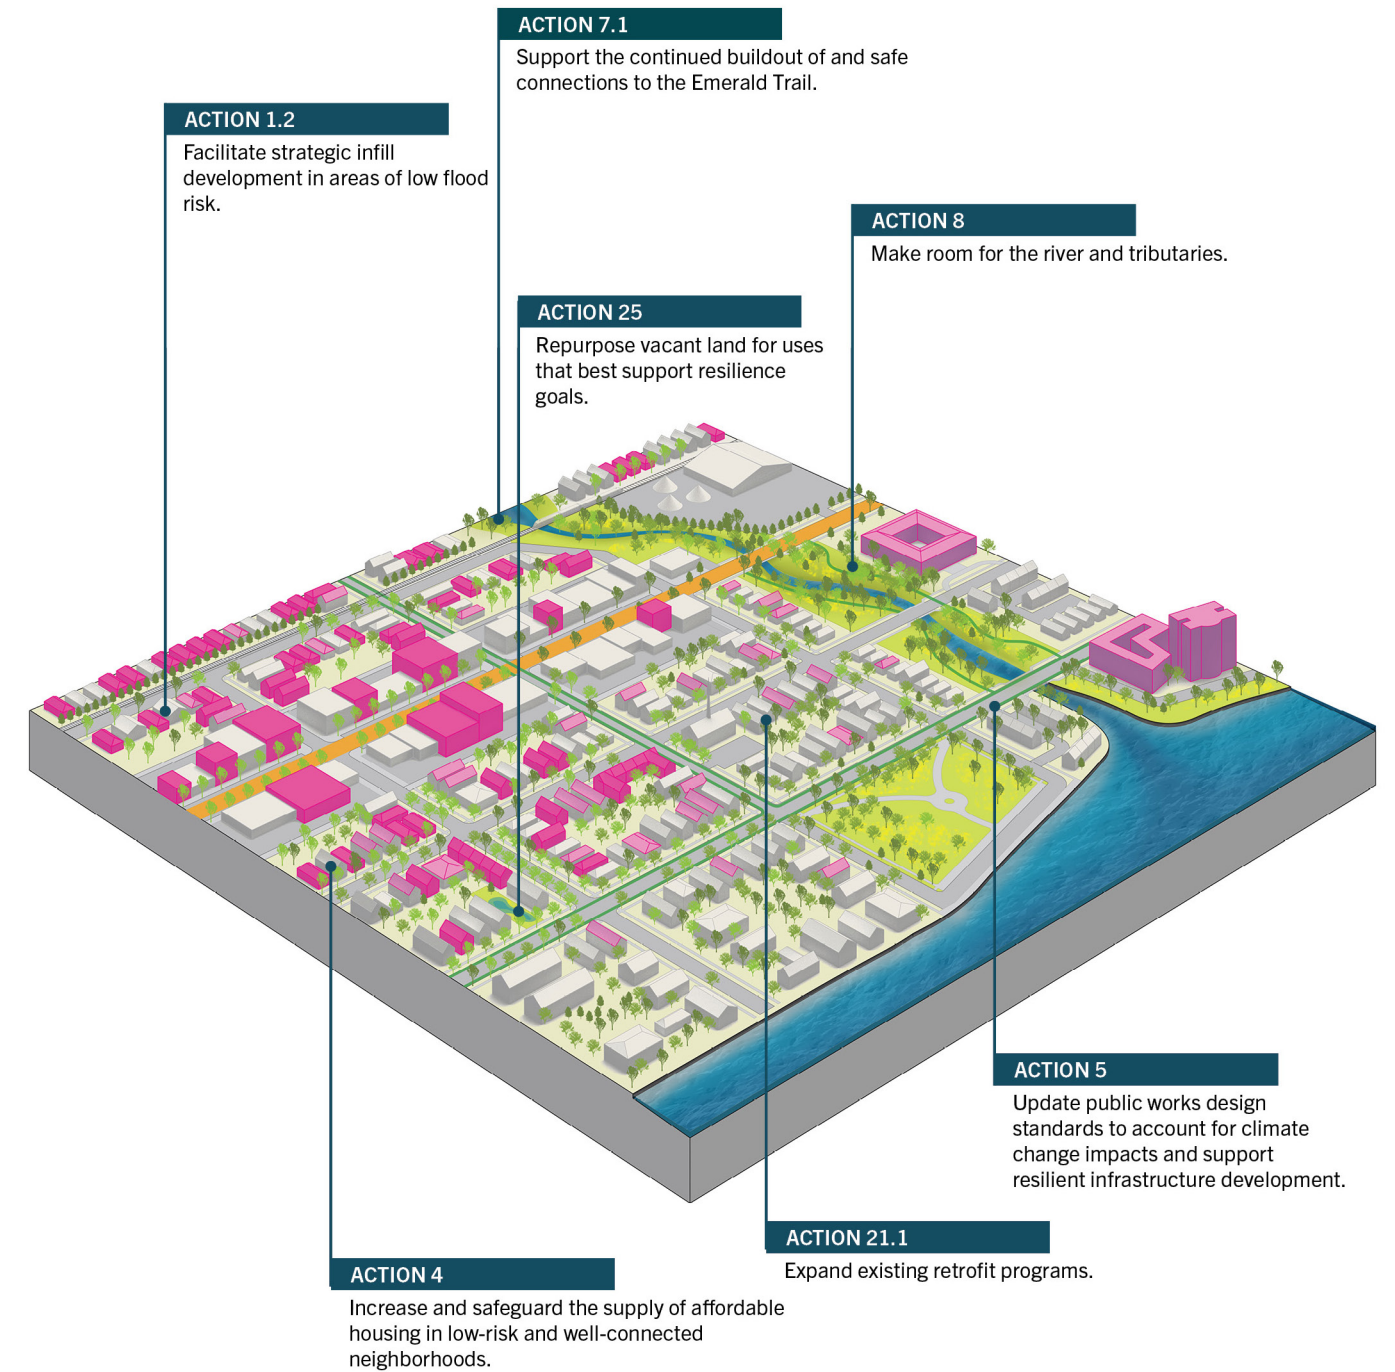 ACTION 7.1
Support the continued buildout of and safe
connections to the Emerald Trail.
ACTION 1.2
Facilitate strategic infill
development in areas of low flood
risk.
ACTION 8
Make room for the river and tributaries.
ACTION 25
Repurpose vacant land for uses
that best support resilience
goals.
ACTION 5
Update public works design
standards to account for climate
change impacts and support
resilient infrastructure development.
ACTION 21.1
Expand existing retrofit programs.
ACTION 4
Increase and safeguard the supply of affordable
housing in low-risk and well-connected
neighborhoods.